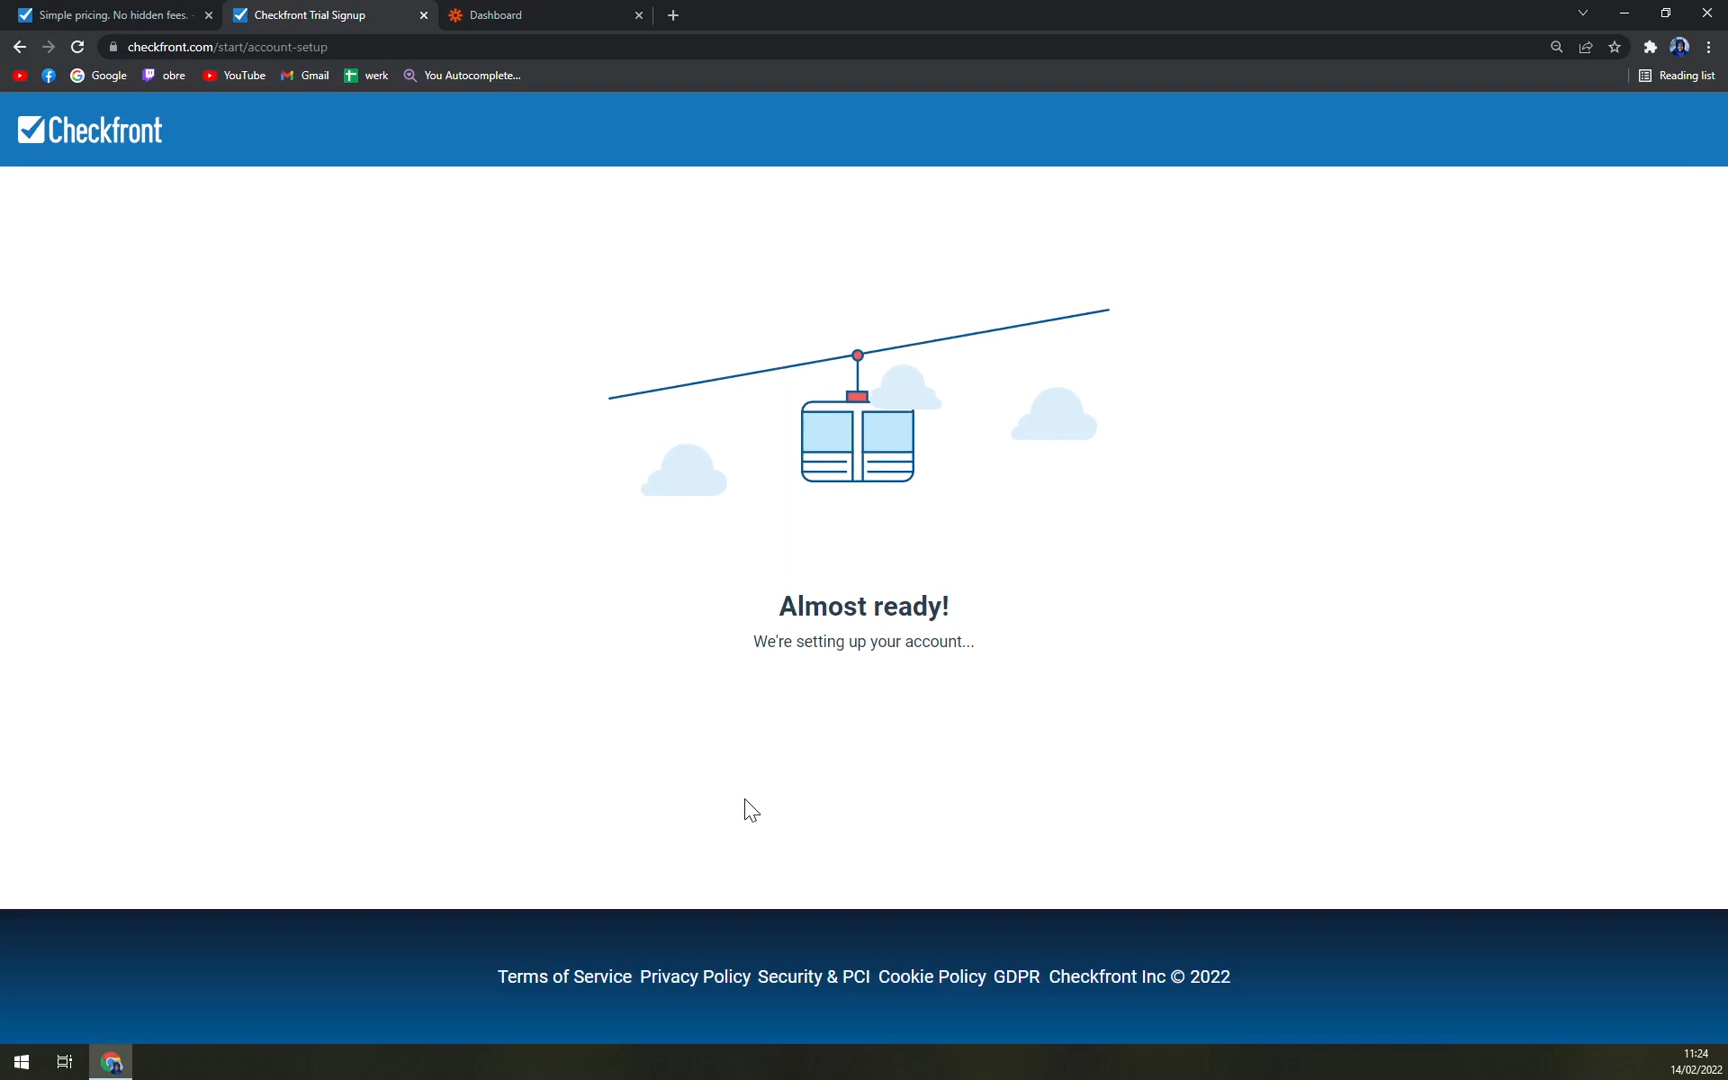 Simple pricing. No hidden fees. -
Checkfront Trial Signup
Dashboard
checkfront.com/start/account-setup
Google
obre
YouTube
Gmail
werk
You Autocomplete...
Reading list
Checkfront
Almost ready!
We're setting up your account...
Terms of Service Privacy Policy Security & PCI Cookie Policy GDPR Checkfront Inc © 2022
11:24
14/02/2022